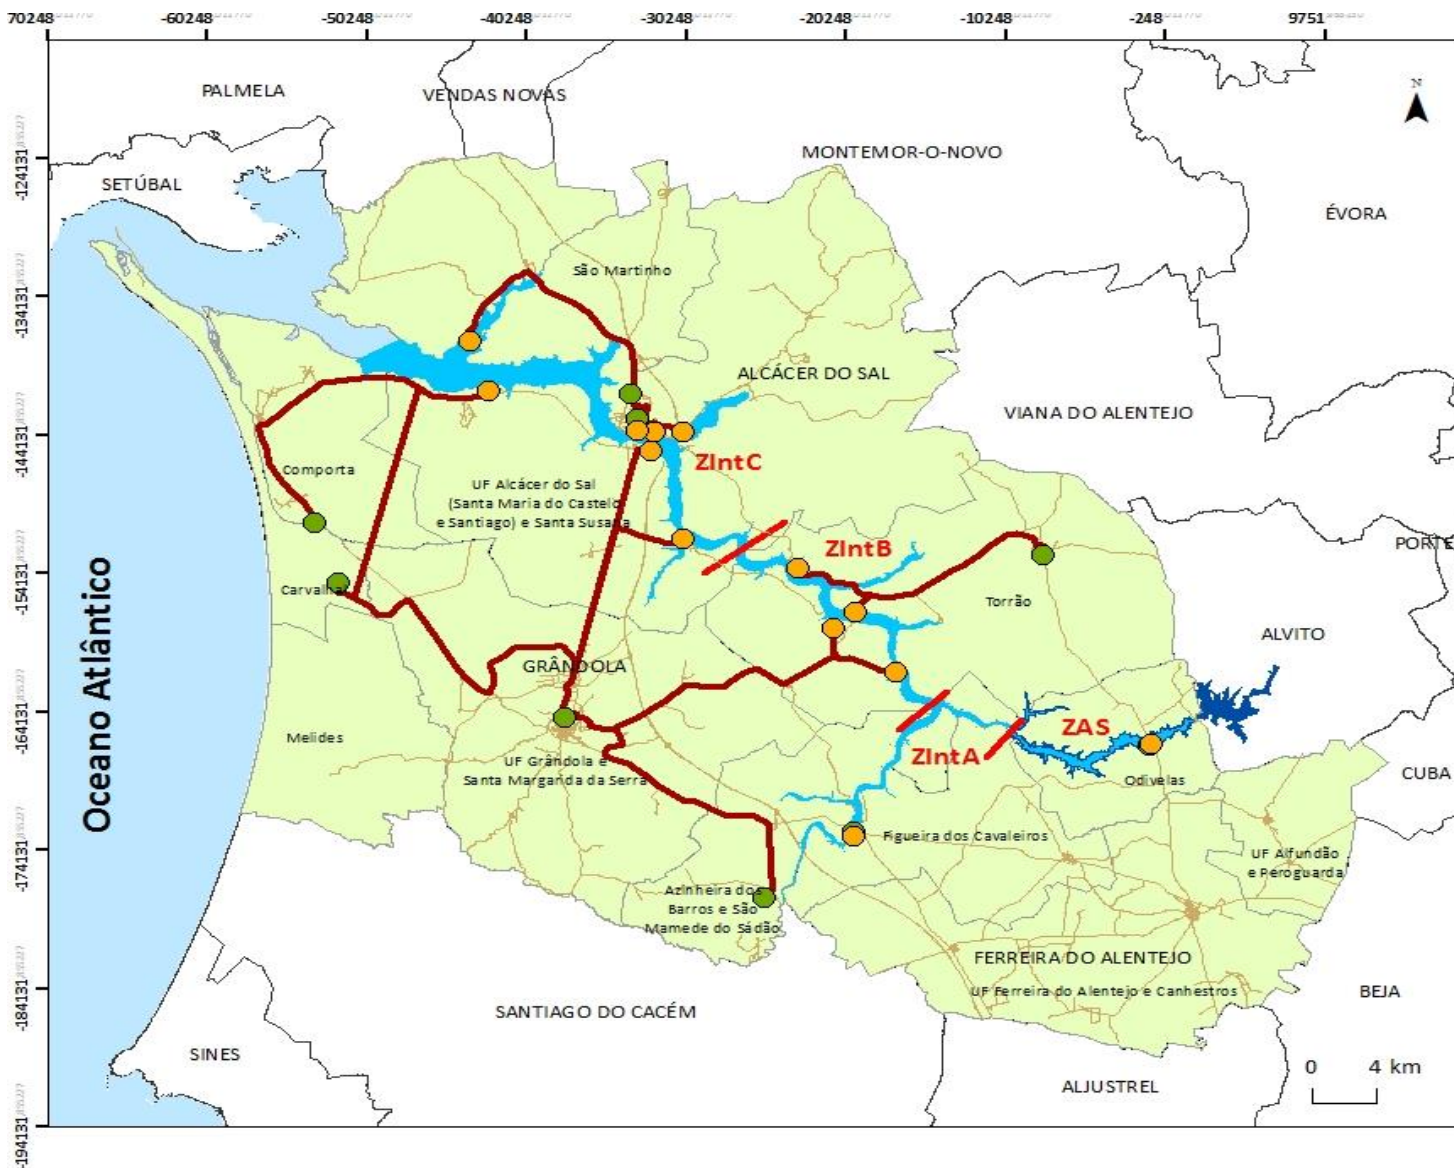 70248
-60248
-50248
-40248
-30248
-20248
-10248
-248
9751
N
PALMELA
VENDAS NOVAS
MONTEMOR-O-NOVO
-124131
SETÚBAL
ÉVORA
São Martinho
-134131
ALCÁCER DO SAL
VIANA DO ALENTEJO
-144131
ZIntC
Comporta
UF Alcácer do Sal
(Santa Maria do Castelo
e Santiago) e Santa Susana
PORTE
ZIntB
-154131
Carvalhal
Torrão
Oceano Atlântico
GRÂNDOLA
ALVITO
-164131
Melides
ZAS
ZIntA
UF Grândola e
Santa Margarida da Serra
Odivelas
CUBA
Figueira dos Cavaleiros
-174131
UF Alfundão
e Peroguarda
Azinheira dos
Barros e São
Mamede do Sádão
FERREIRA DO ALENTEJO
UF Ferreira do Alentejo e Canhestros
-184131
BEJA
SANTIAGO DO CACÉM
SINES
0 4 km
ALJUSTREL
-194131